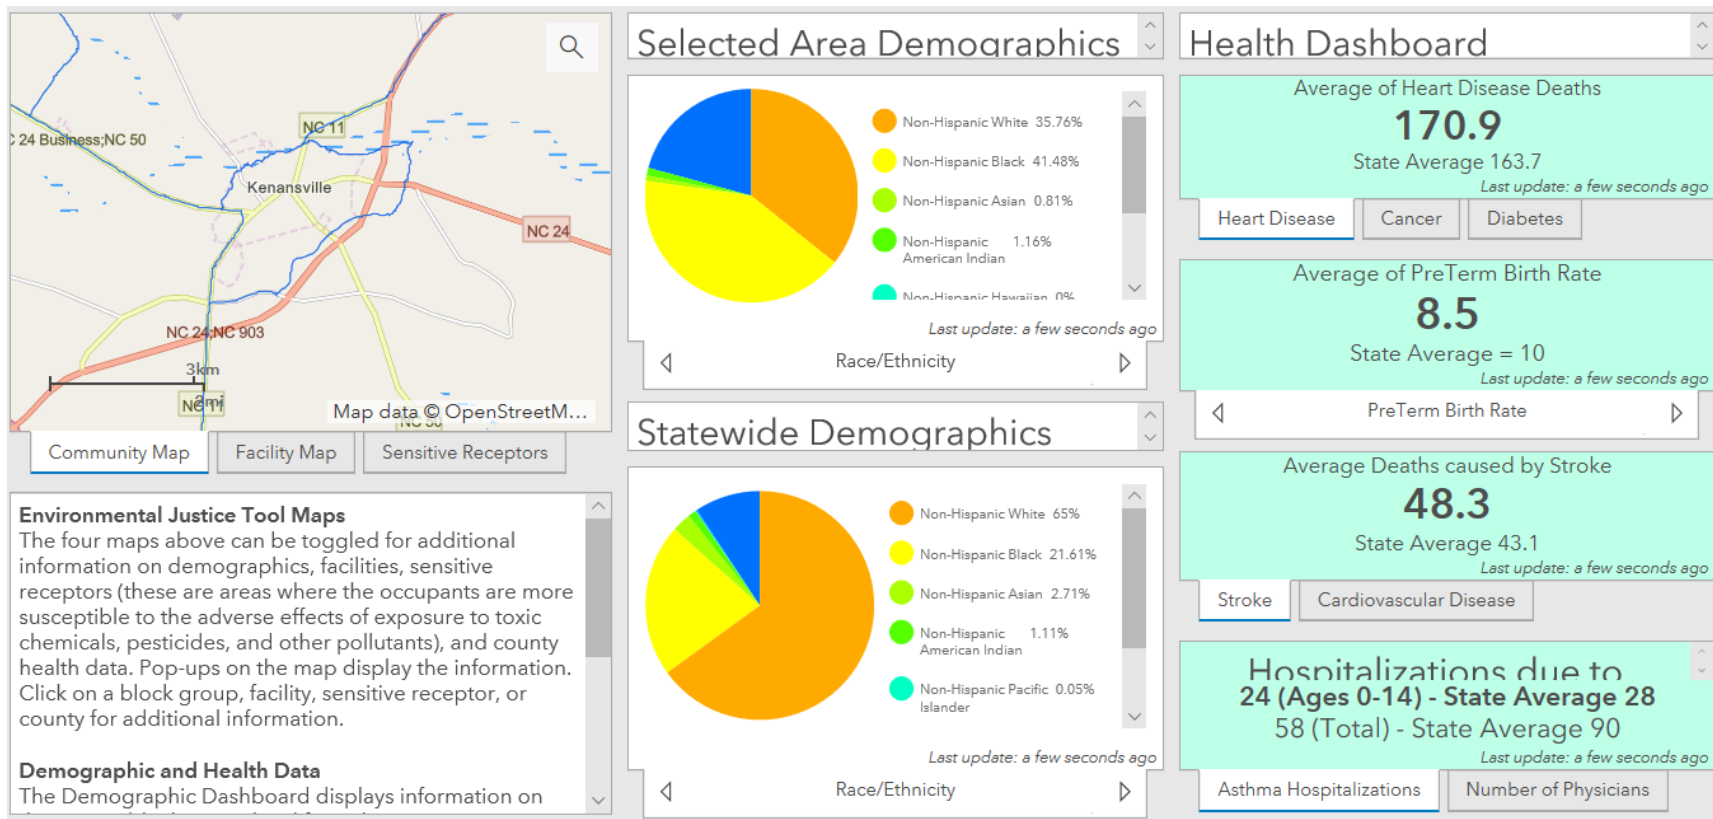 NC 11
C 24 Business;NC 50
Kenansville
NC 24
NC 24;NC 903
3km
2mi
NC 11
Map data © OpenStreetM...
NC 50
Community Map
Facility Map
Sensitive Receptors
Environmental Justice Tool Maps
The four maps above can be toggled for additional
information on demographics, facilities, sensitive
receptors (these are areas where the occupants are more
susceptible to the adverse effects of exposure to toxic
chemicals, pesticides, and other pollutants), and county
health data. Pop-ups on the map display the information.
Click on a block group, facility, sensitive receptor, or
county for additional information.
Demographic and Health Data
The Demographic Dashboard displays information on
Selected Area Demographics
Non-Hispanic White 35.76%
Non-Hispanic Black 41.48%
Non-Hispanic Asian 0.81%
Non-Hispanic 1.16%
American Indian
Non-Hispanic Hawaiian 0%
Last update: a few seconds ago
Race/Ethnicity
Statewide Demographics
Non-Hispanic White 65%
Non-Hispanic Black 21.61%
Non-Hispanic Asian 2.71%
Non-Hispanic 1.11%
American Indian
Non-Hispanic Pacific 0.05%
Islander
Last update: a few seconds ago
Race/Ethnicity
Health Dashboard
Average of Heart Disease Deaths
170.9
State Average 163.7
Last update: a few seconds ago
Heart Disease
Cancer
Diabetes
Average of PreTerm Birth Rate
8.5
State Average = 10
Last update: a few seconds ago
PreTerm Birth Rate
Average Deaths caused by Stroke
48.3
State Average 43.1
Last update: a few seconds ago
Stroke
Cardiovascular Disease
Hospitalizations due to
24 (Ages 0-14) - State Average 28
58 (Total) - State Average 90
Last update: a few seconds ago
Asthma Hospitalizations
Number of Physicians